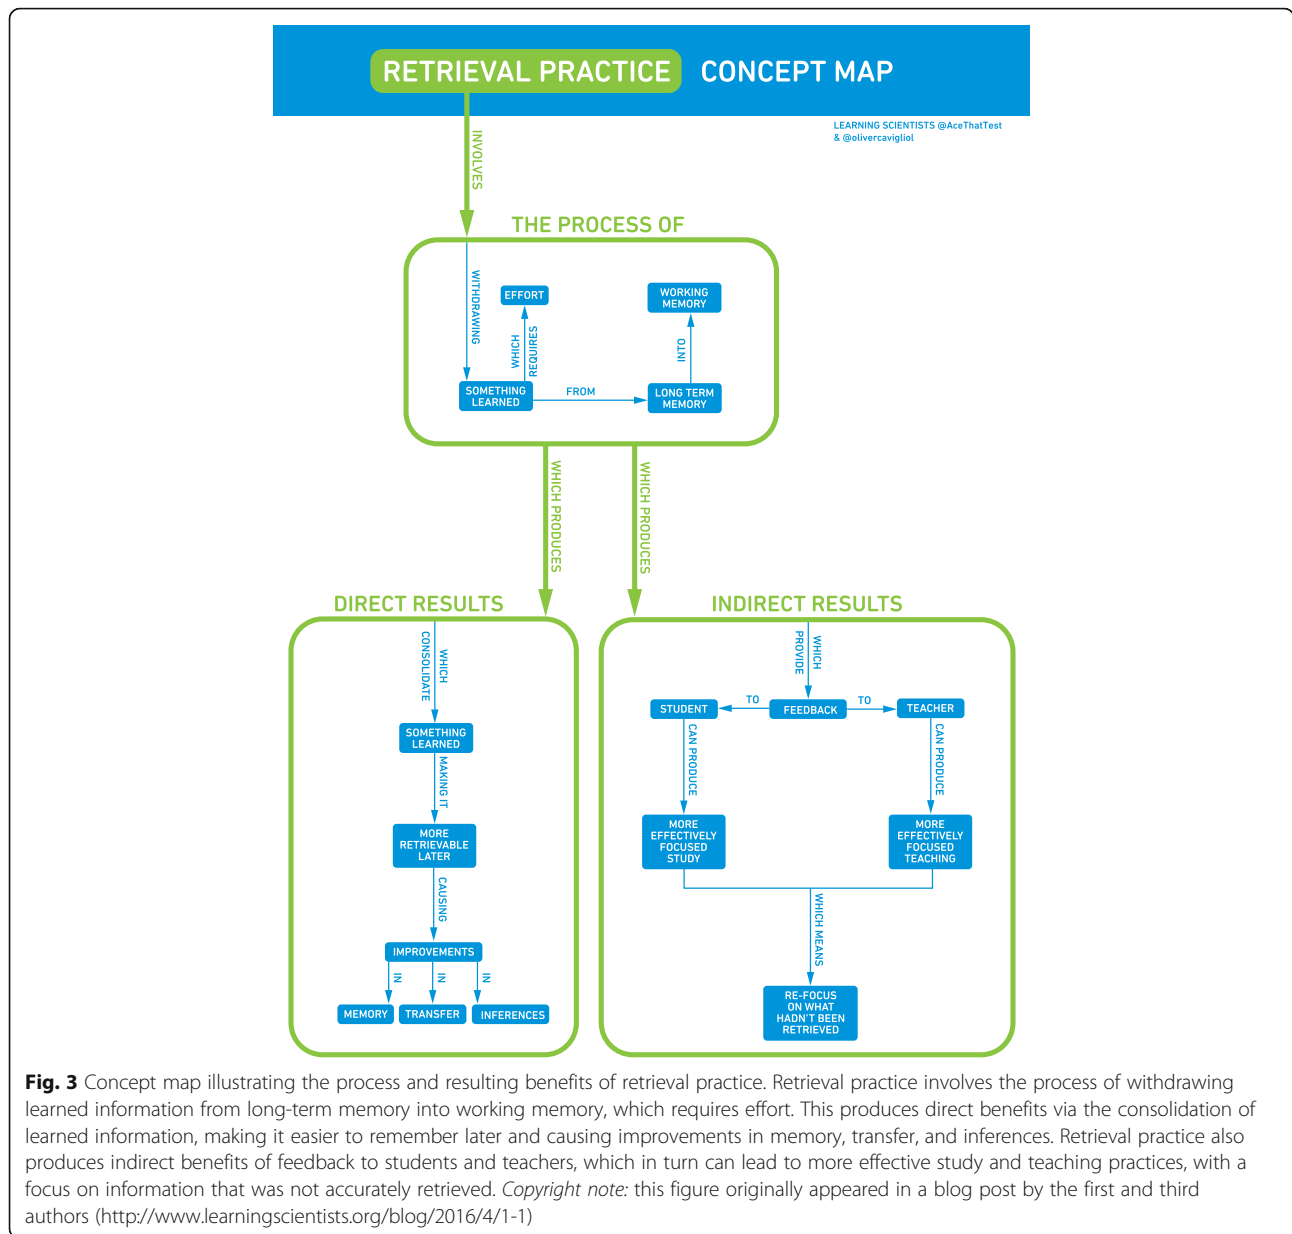 RETRIEVAL PRACTICE CONCEPT MAP
LEARNING SCIENTISTS @AceThatTest
& @olivercavigliol
INVOLVES
THE PROCESS OF
WITHDRAWING
EFFORT
WHICH
REQUIRES
WORKING
MEMORY
INTO
SOMETHING
LEARNED
FROM
LONG TERM
MEMORY
WHICH PRODUCES
WHICH PRODUCES
DIRECT RESULTS
WHICH
CONSOLIDATE
SOMETHING
LEARNED
MAKING IT
MORE
RETRIEVABLE
LATER
CAUSING
IMPROVEMENTS
IN
IN
IN
MEMORY
TRANSFER
INFERENCES
INDIRECT RESULTS
WHICH
PROVIDE
STUDENT
TO
FEEDBACK
TO
TEACHER
CAN PRODUCE
CAN PRODUCE
MORE
EFFECTIVELY
FOCUSED
STUDY
MORE
EFFECTIVELY
FOCUSED
TEACHING
WHICH MEANS
RE-FOCUS
ON WHAT
HADN'T BEEN
RETRIEVED
Fig. 3 Concept map illustrating the process and resulting benefits of retrieval practice. Retrieval practice involves the process of withdrawing
learned information from long-term memory into working memory, which requires effort. This produces direct benefits via the consolidation of
learned information, making it easier to remember later and causing improvements in memory, transfer, and inferences. Retrieval practice also
produces indirect benefits of feedback to students and teachers, which in turn can lead to more effective study and teaching practices, with a
focus on information that was not accurately retrieved. Copyright note: this figure originally appeared in a blog post by the first and third
authors (http://www.learningscientists.org/blog/2016/4/1-1)